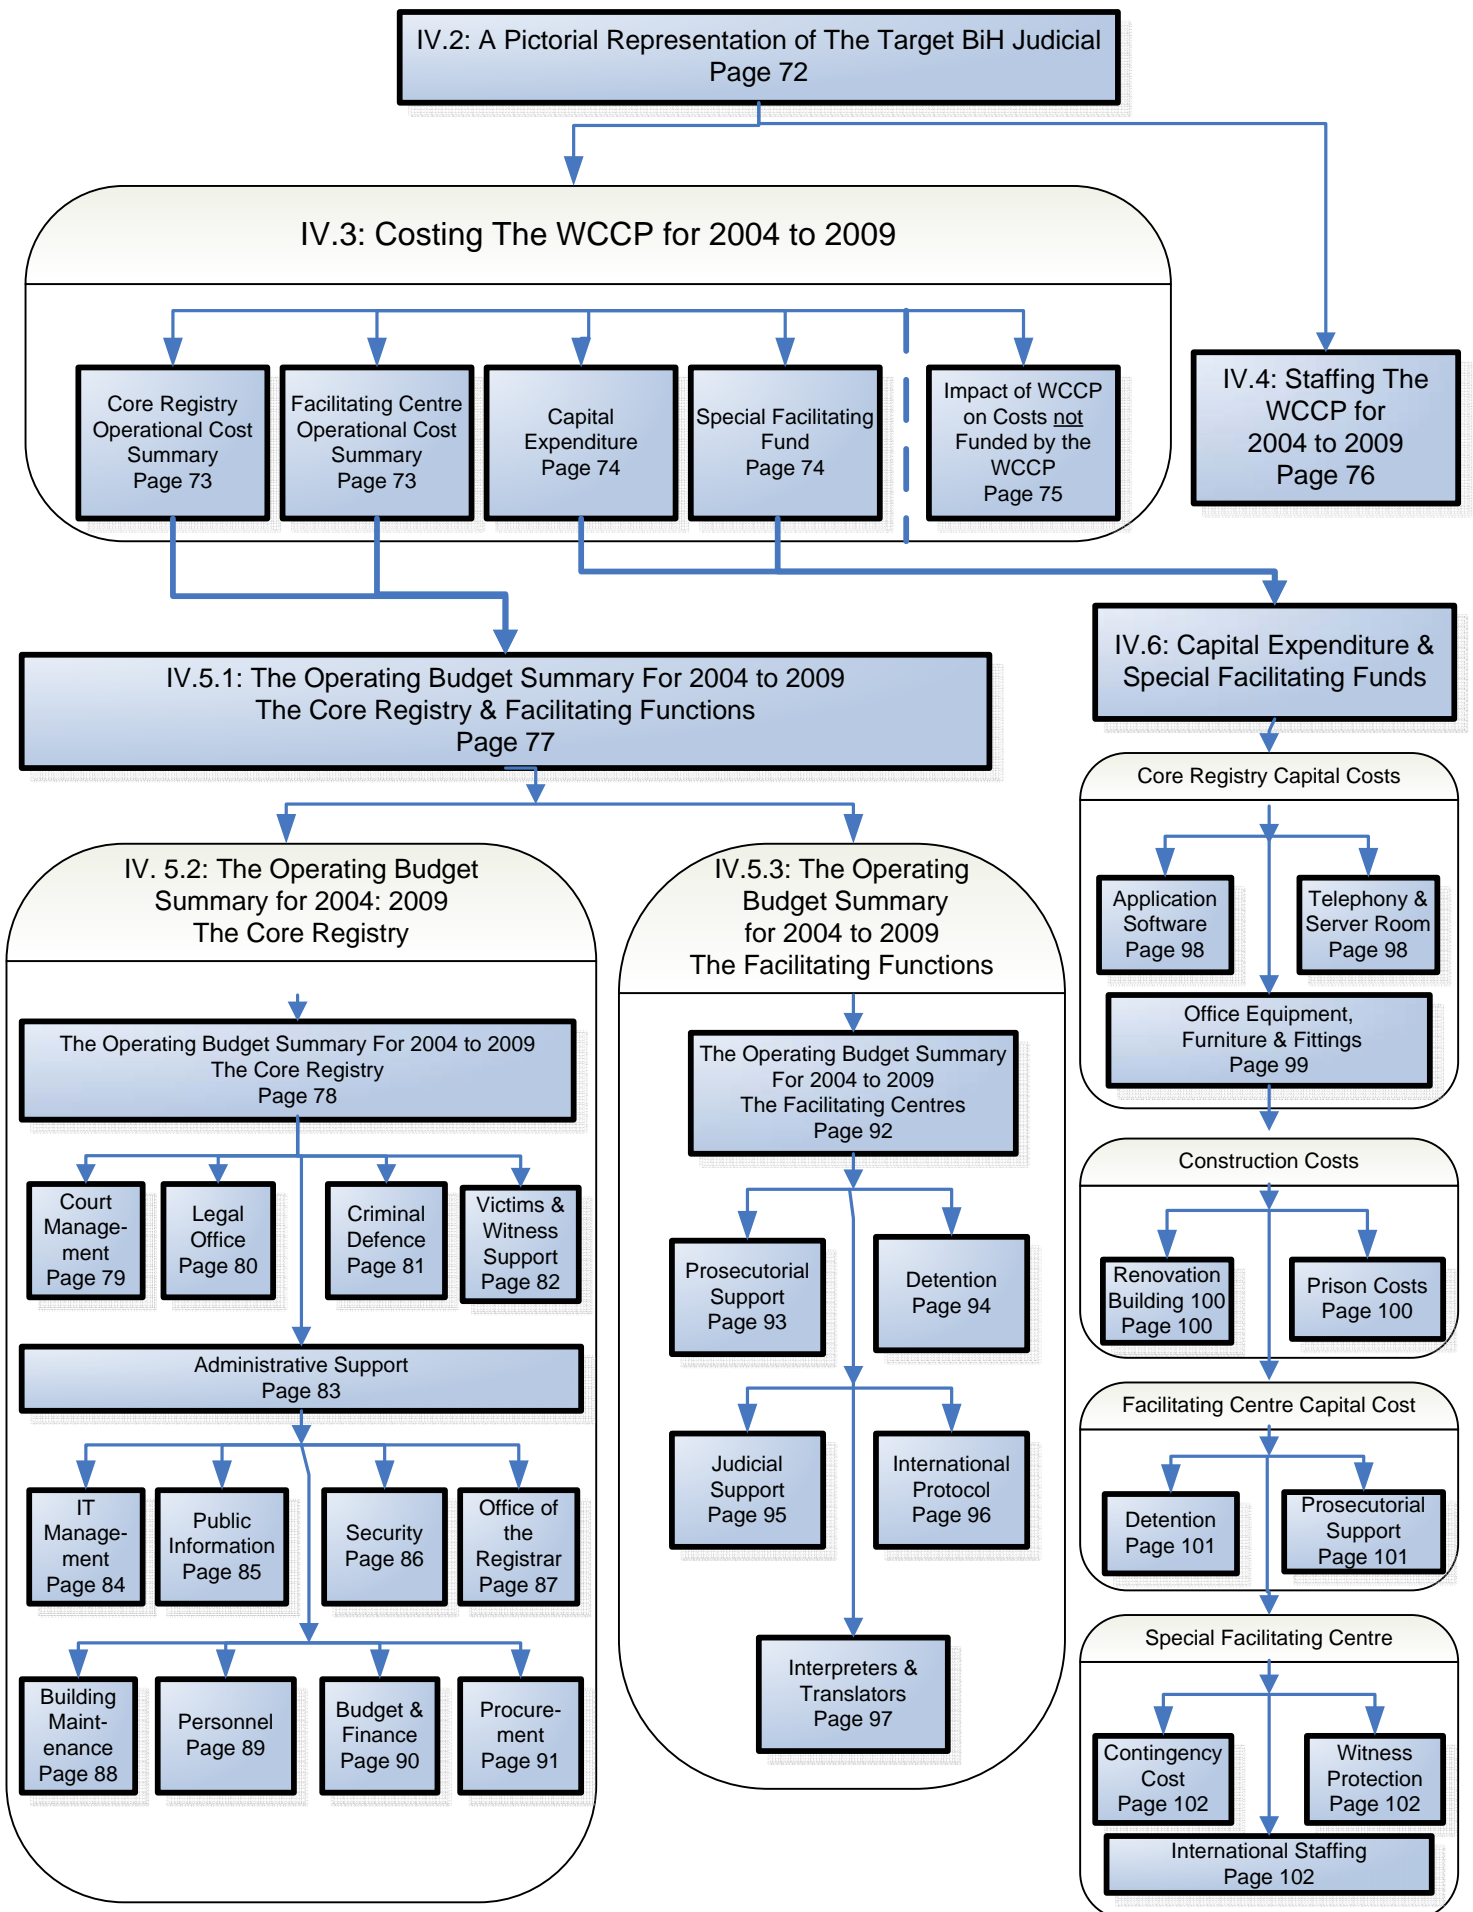 IV.2: A Pictorial Representation of The Target BiH Judicial
Page 72
IV.3: Costing The WCCP for 2004 to 2009
Core Registry
Operational Cost
Summary
Page 73
Facilitating Centre
Operational Cost
Summary
Page 73
Capital
Expenditure
Page 74
Special Facilitating
Fund
Page 74
Impact of WCCP
on Costs not
Funded by the
WCCP
Page 75
IV.4: Staffing The
WCCP for
2004 to 2009
Page 76
IV.5.1: The Operating Budget Summary For 2004 to 2009
The Core Registry & Facilitating Functions
Page 77
IV.6: Capital Expenditure &
Special Facilitating Funds
IV. 5.2: The Operating Budget
Summary for 2004: 2009
The Core Registry
The Operating Budget Summary For 2004 to 2009
The Core Registry
Page 78
Court
Manage-
ment
Page 79
Legal
Office
Page 80
Criminal
Defence
Page 81
Victims &
Witness
Support
Page 82
Administrative Support
Page 83
IT
Manage-
ment
Page 84
Public
Information
Page 85
Security
Page 86
Office of
the
Registrar
Page 87
Building
Maint-
enance
Page 88
Personnel
Page 89
Budget &
Finance
Page 90
Procure-
ment
Page 91
IV.5.3: The Operating
Budget Summary
for 2004 to 2009
The Facilitating Functions
The Operating Budget Summary
For 2004 to 2009
The Facilitating Centres
Page 92
Prosecutorial
Support
Page 93
Detention
Page 94
Judicial
Support
Page 95
International
Protocol
Page 96
Interpreters &
Translators
Page 97
Core Registry Capital Costs
Application
Software
Page 98
Telephony &
Server Room
Page 98
Office Equipment,
Furniture & Fittings
Page 99
Construction Costs
Renovation
Building 100
Page 100
Prison Costs
Page 100
Facilitating Centre Capital Cost
Detention
Page 101
Prosecutorial
Support
Page 101
Special Facilitating Centre
Contingency
Cost
Page 102
Witness
Protection
Page 102
International Staffing
Page 102